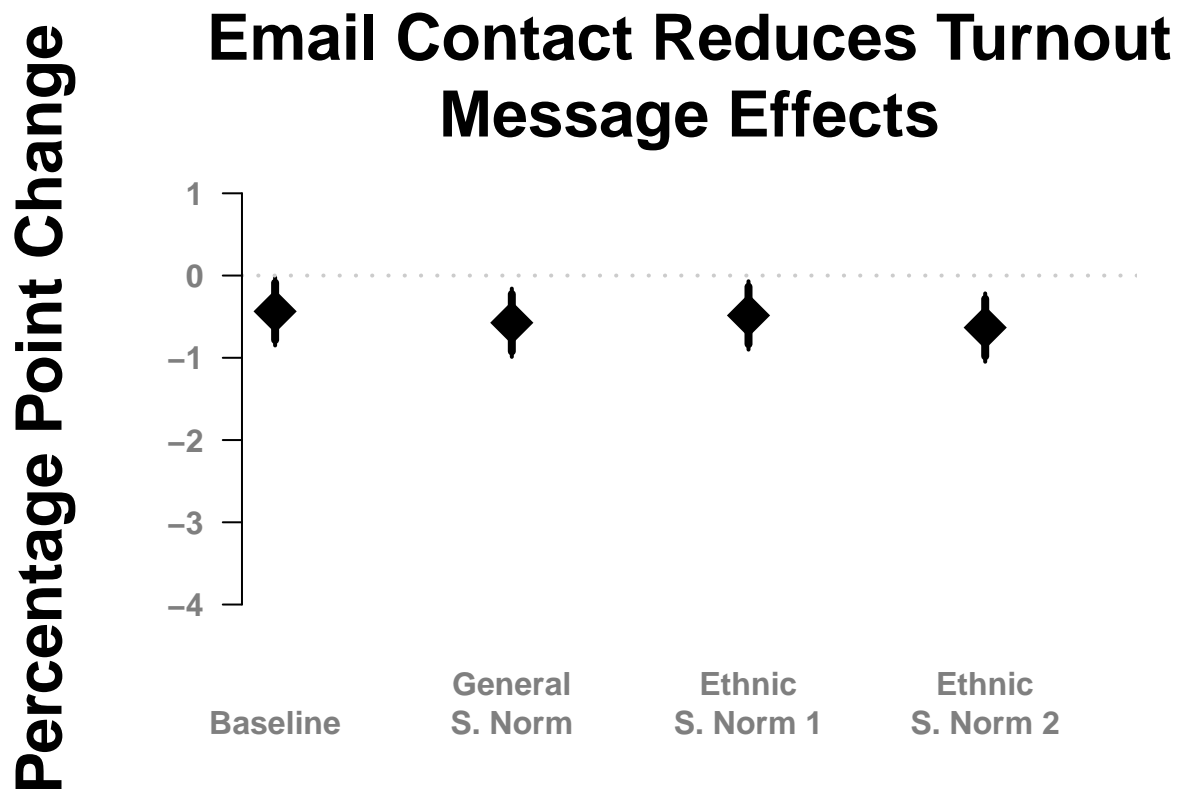 Email Contact Reduces Turnout
Message Effects
Percentage Point Change
1
0
−1
−2
−3
−4
Baseline
General
S. Norm
Ethnic
S. Norm 1
Ethnic
S. Norm 2